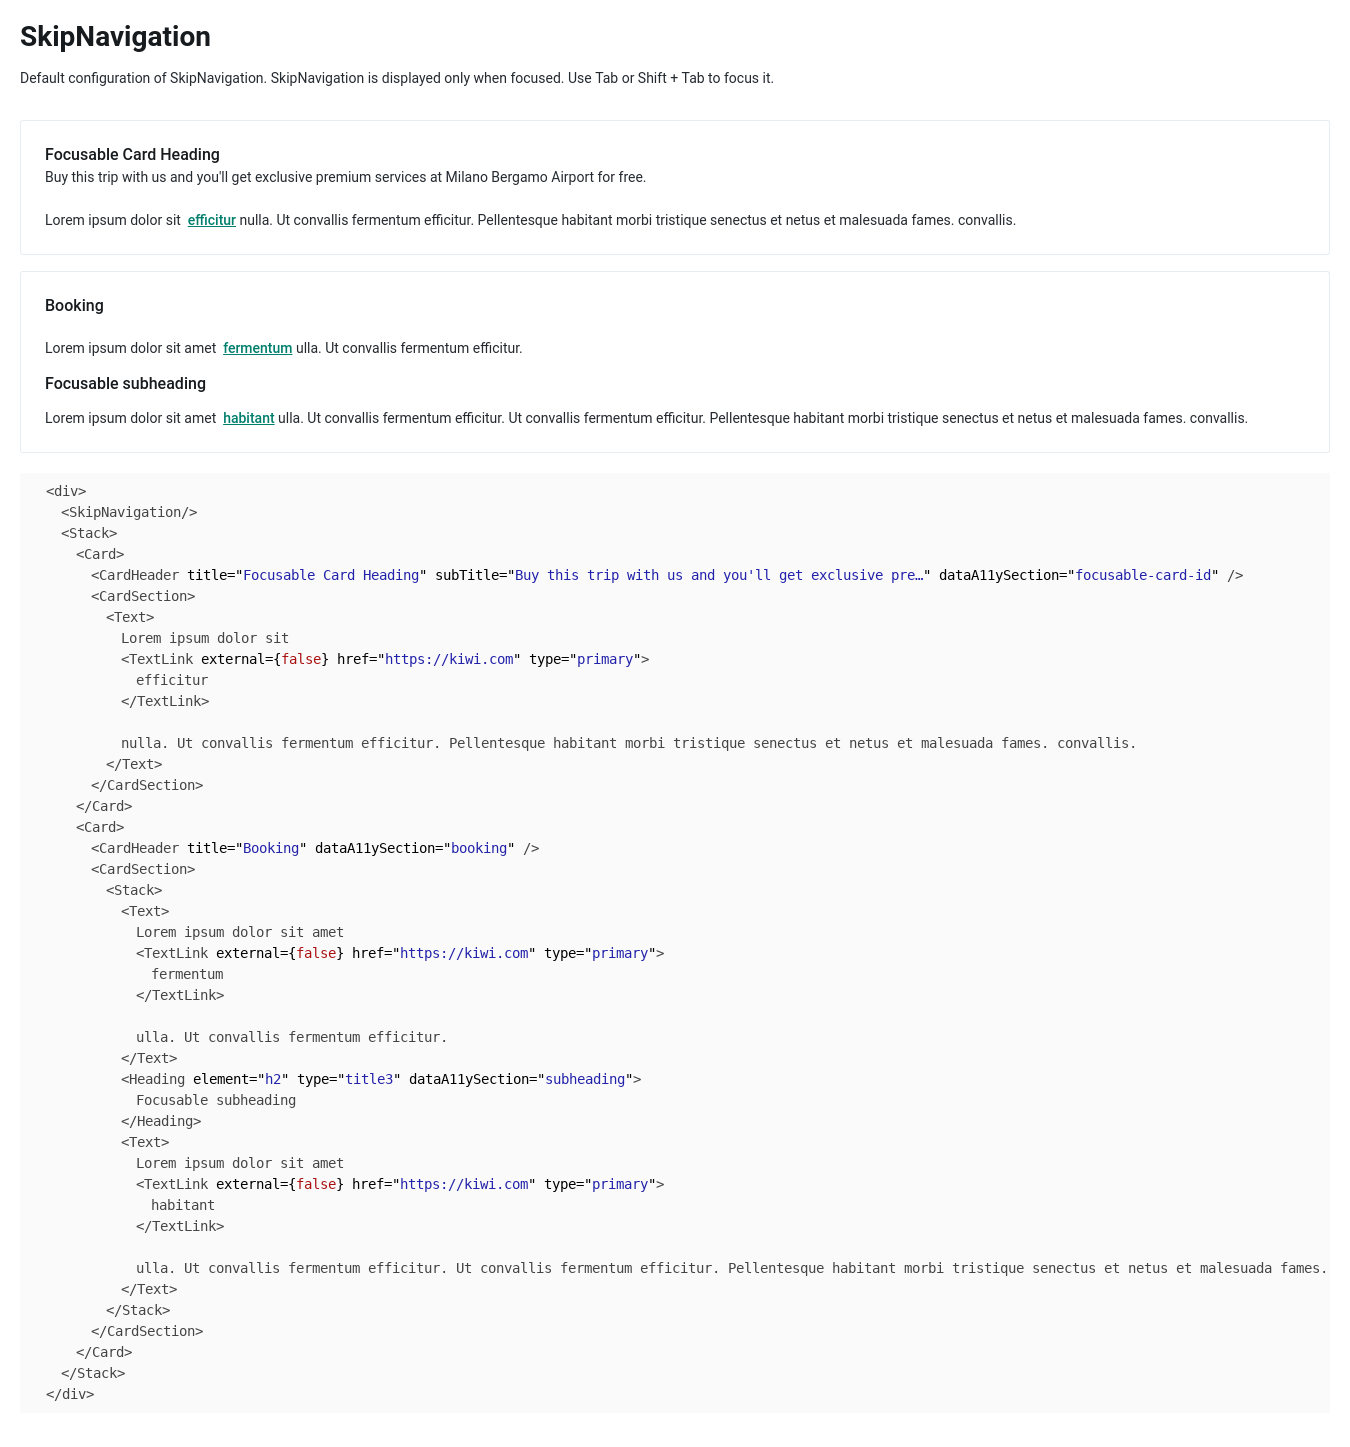 SkipNavigation
Default configuration of SkipNavigation. SkipNavigation is displayed only when focused. Use Tab or Shift + Tab to focus it.
Focusable Card Heading
Buy this trip with us and you'll get exclusive premium services at Milano Bergamo Airport for free.
Lorem ipsum dolor sit efficitur nulla. Ut convallis fermentum efficitur. Pellentesque habitant morbi tristique senectus et netus et malesuada fames. convallis.
Booking
Lorem ipsum dolor sit amet fermentum ulla. Ut convallis fermentum efficitur.
Focusable subheading
Lorem ipsum dolor sit amet habitant ulla. Ut convallis fermentum efficitur. Ut convallis fermentum efficitur. Pellentesque habitant morbi tristique senectus et netus et malesuada fames. convallis.
<div>
<SkipNavigation/>
<Stack>
<Card>
<CardHeader title="Focusable Card Heading" subTitle="Buy this trip with us and you'll get exclusive pre…" dataA11ySection="focusable-card-id" />
<CardSection>
<Text>
Lorem ipsum dolor sit
<TextLink external={false} href="https://kiwi.com" type="primary">
efficitur
</TextLink>
nulla. Ut convallis fermentum efficitur. Pellentesque habitant morbi tristique senectus et netus et malesuada fames. convallis.
</Text>
</CardSection>
</Card>
<Card>
<CardHeader title="Booking" dataA11ySection="booking" />
<CardSection>
<Stack>
<Text>
Lorem ipsum dolor sit amet
<TextLink external={false} href="https://kiwi.com" type="primary">
fermentum
</TextLink>
ulla. Ut convallis fermentum efficitur.
</Text>
<Heading element="h2" type="title3" dataA11ySection="subheading">
Focusable subheading
</Heading>
<Text>
Lorem ipsum dolor sit amet
<TextLink external={false} href="https://kiwi.com" type="primary">
habitant
</TextLink>
ulla. Ut convallis fermentum efficitur. Ut convallis fermentum efficitur. Pellentesque habitant morbi tristique senectus et netus et malesuada fames.
</Text>
</Stack>
</CardSection>
</Card>
</Stack>
</div>